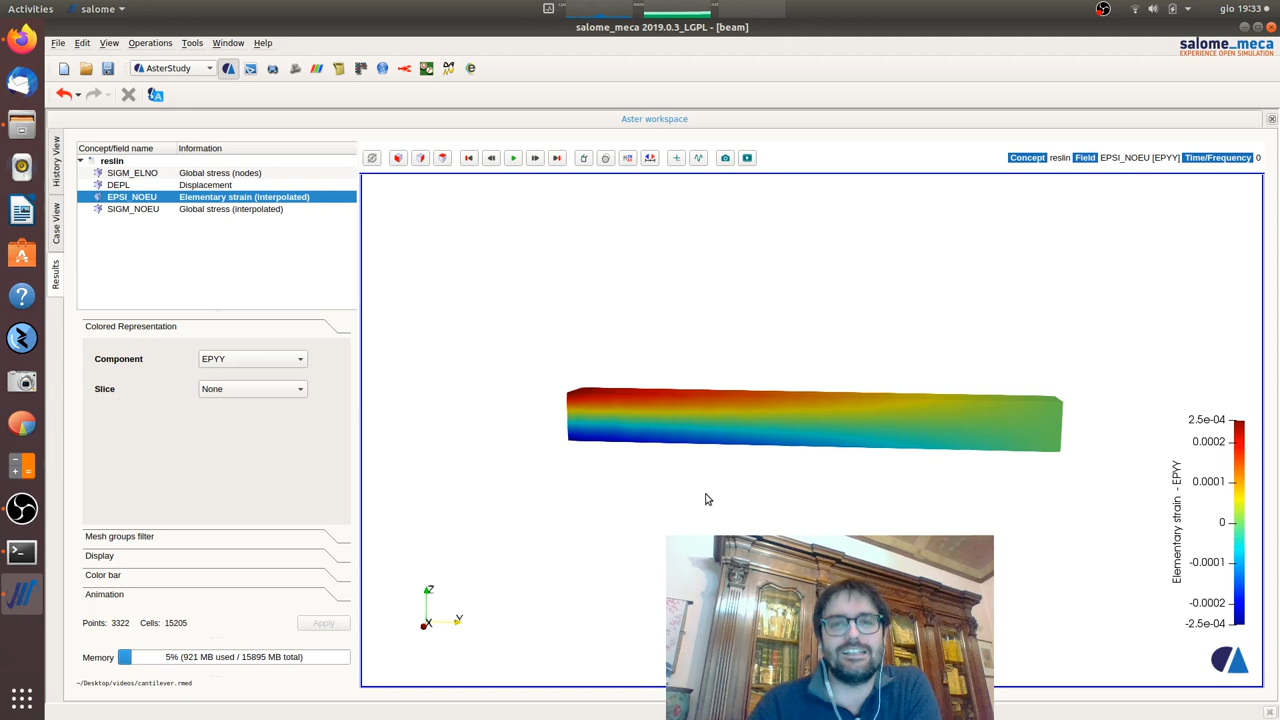 Activities salome gio 19:33
salome_meca 2019.0.3_LGPL - [beam]
File Edit View Operations Tools Window Help
salome_meca
EXPERIENCE OPEN SIMULATION
AsterStudy
Aster workspace
History View
Case View
Results
Concept/field name Information
reslin
SIGM_ELNO Global stress (nodes)
DEPL Displacement
EPSI_NOEU Elementary strain (interpolated)
SIGM_NOEU Global stress (interpolated)
Concept reslin Field EPSI_NOEU [EPYY] Time/Frequency 0
Colored Representation
Component EPYY
Slice None
Mesh groups filter
Display
Color bar
Animation
Points: 3322 Cells: 15205 Apply
Memory 5% (921 MB used / 15895 MB total)
~/Desktop/videos/cantilever.rmed
Z
Y
X
Elementary strain - EPYY
2.5e-04
0.0002
0.0001
0
-0.0001
-0.0002
-2.5e-04